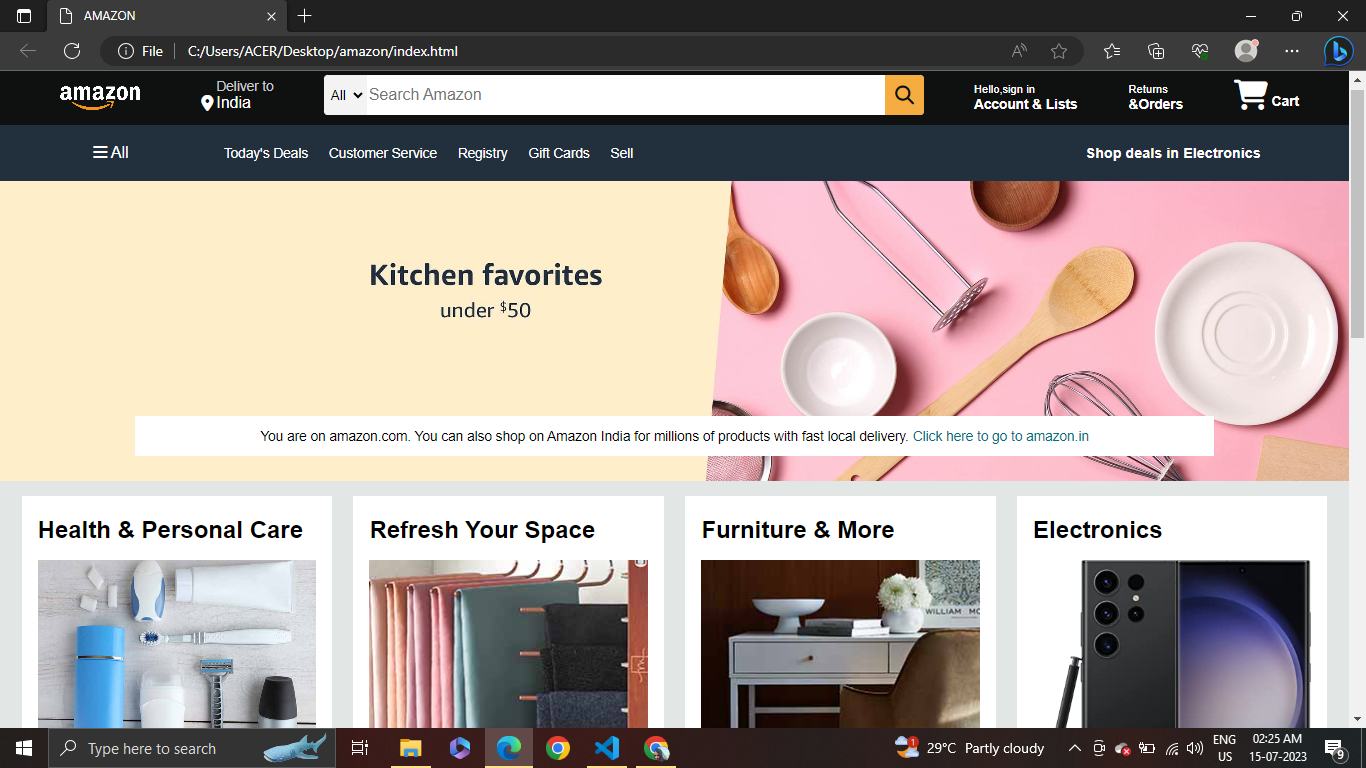 AMAZON
File
C:/Users/ACER/Desktop/amazon/index.html
amazon
Deliver to
India
All
Search Amazon
Hello,sign in
Account & Lists
Returns
&Orders
Cart
All
Today's Deals
Customer Service
Registry
Gift Cards
Sell
Shop deals in Electronics
Kitchen favorites
under $50
You are on amazon.com. You can also shop on Amazon India for millions of products with fast local delivery. Click here to go to amazon.in
Health & Personal Care
Refresh Your Space
Furniture & More
Electronics
WILLIAM MO
Type here to search
1
29°C Partly cloudy
ENG
US
02:25 AM
15-07-2023
9